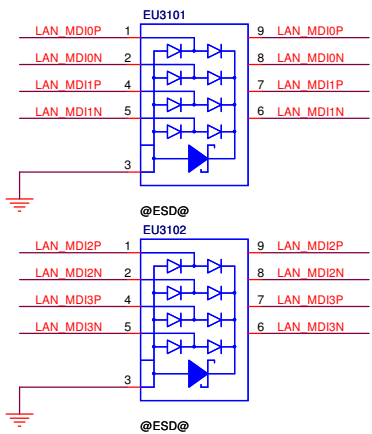 EU3101
LAN_MDI0P 1 9 LAN_MDI0P
LAN_MDI0N 2 8 LAN_MDI0N
LAN_MDI1P 4 7 LAN_MDI1P
LAN_MDI1N 5 6 LAN_MDI1N
3
@ESD@
EU3102
LAN_MDI2P 1 9 LAN_MDI2P
LAN_MDI2N 2 8 LAN_MDI2N
LAN_MDI3P 4 7 LAN_MDI3P
LAN_MDI3N 5 6 LAN_MDI3N
3
@ESD@